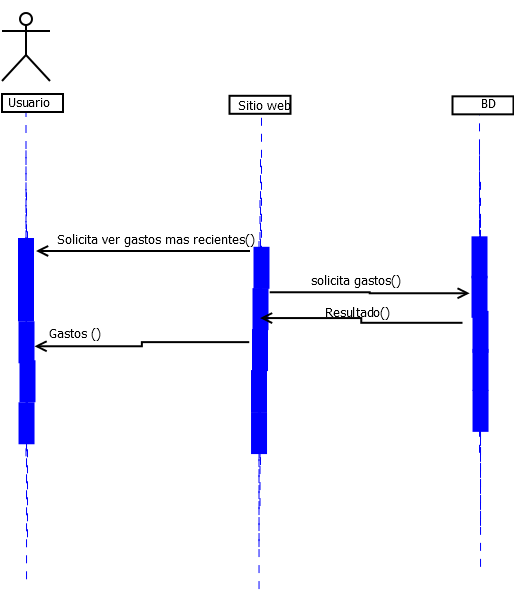 Usuario
Sitio web
BD
Solicita ver gastos mas recientes()
solicita gastos()
Resultado()
Gastos ()